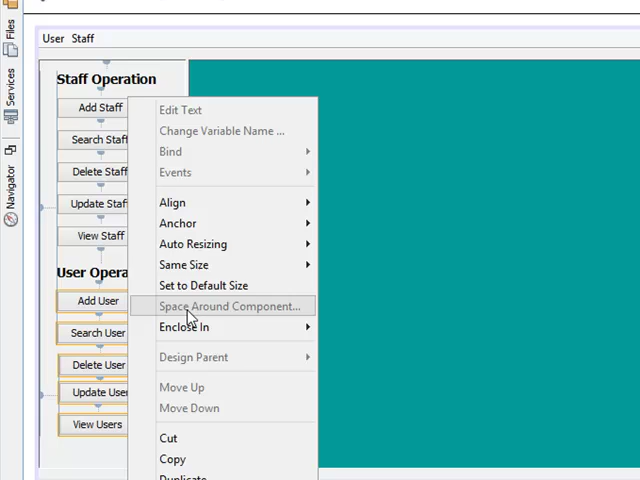 Files
Services
Navigator
User Staff
Staff Operation
Add Staff
Search Staff
Delete Staff
Update Staff
View Staff
User Opera
Add User
Search User
Delete User
Update User
View Users
Edit Text
Change Variable Name ...
Bind
Events
Align
Anchor
Auto Resizing
Same Size
Set to Default Size
Space Around Component...
Enclose In
Design Parent
Move Up
Move Down
Cut
Copy
Duplicate